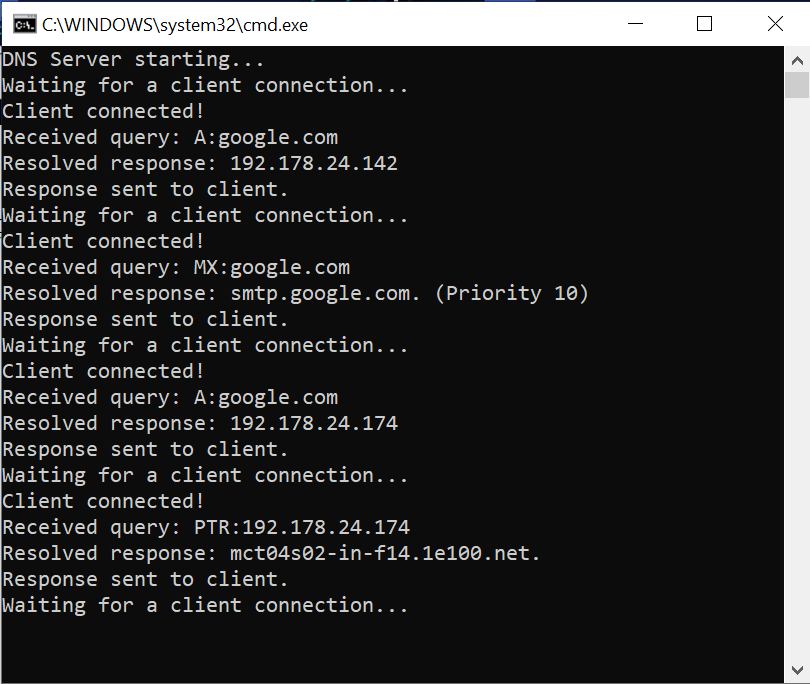 C:\WINDOWS\system32\cmd.exe
DNS Server starting...
Waiting for a client connection...
Client connected!
Received query: A:google.com
Resolved response: 192.178.24.142
Response sent to client.
Waiting for a client connection...
Client connected!
Received query: MX:google.com
Resolved response: smtp.google.com. (Priority 10)
Response sent to client.
Waiting for a client connection...
Client connected!
Received query: A:google.com
Resolved response: 192.178.24.174
Response sent to client.
Waiting for a client connection...
Client connected!
Received query: PTR:192.178.24.174
Resolved response: mct04s02-in-f14.1e100.net.
Response sent to client.
Waiting for a client connection...